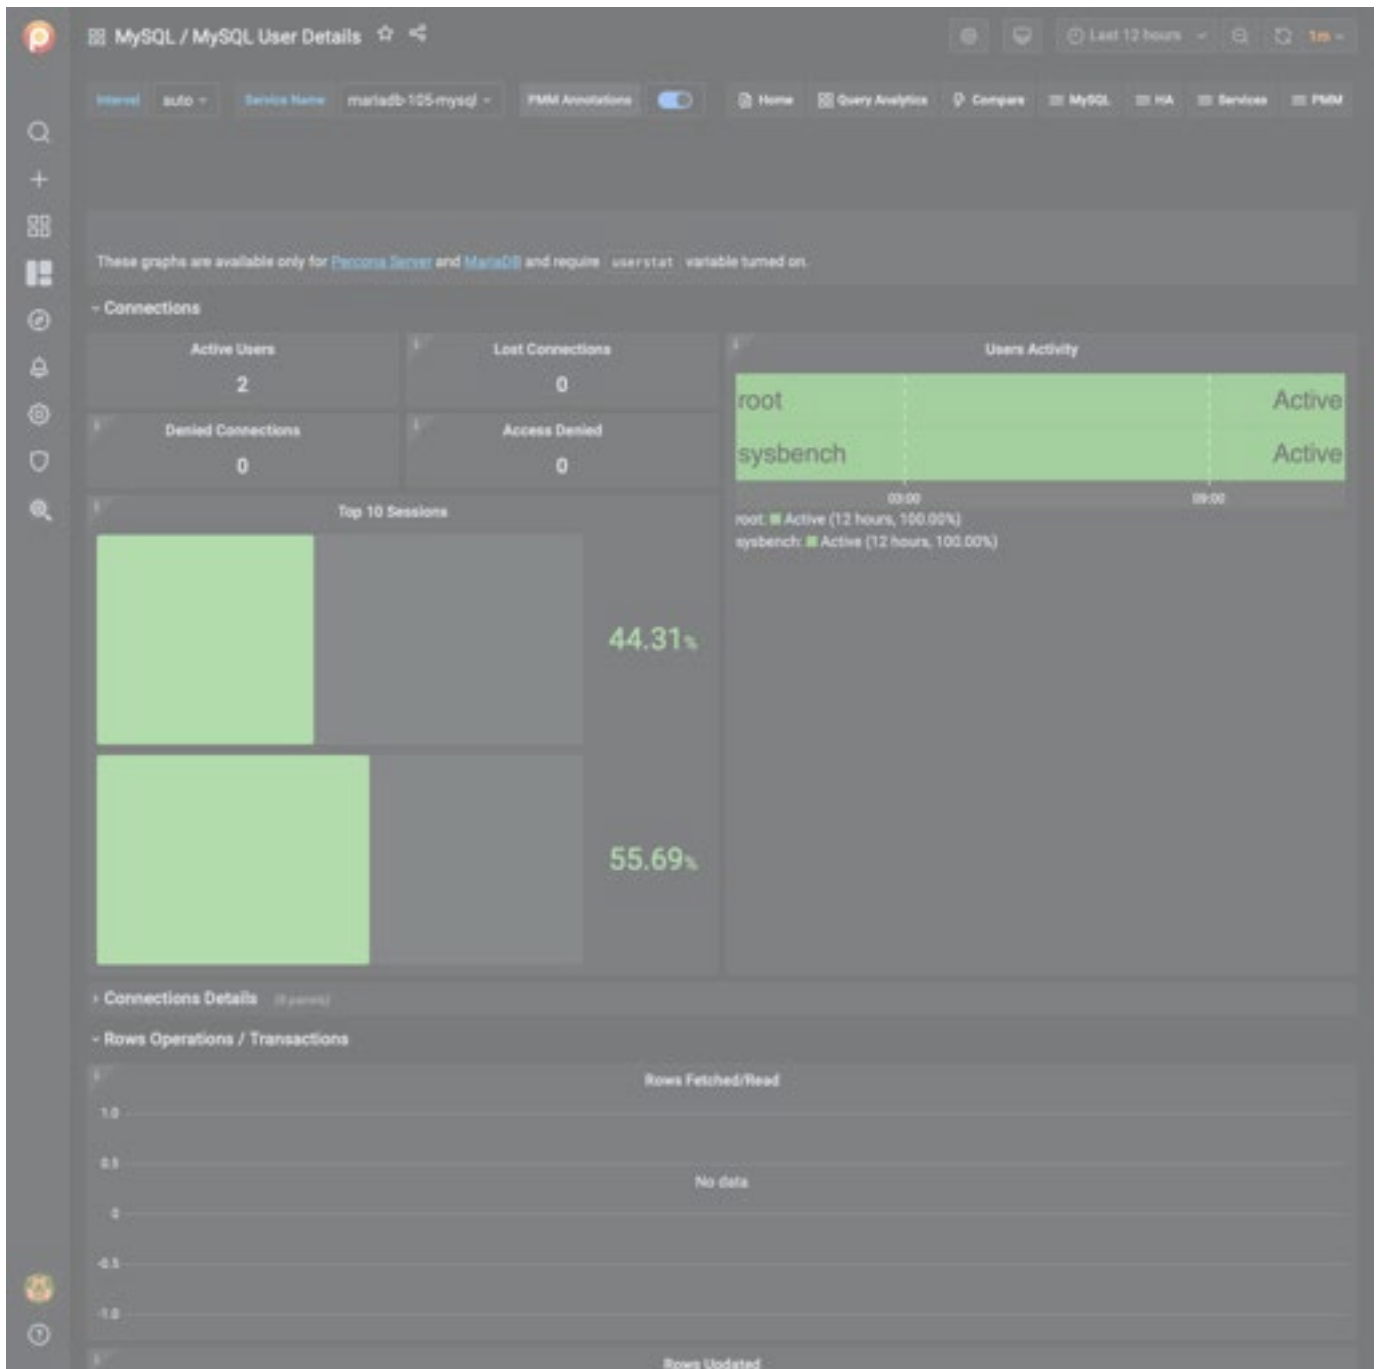 MySQL / MySQL User Details
Last 12 hours
1m
Interval auto Service Name mariadb-105-mysql PMM Annotations Home Query Analytics Compare MySQL HA Services PMM
These graphs are available only for Percona Server and MariaDB and require userstat variable turned on.
Connections
Active Users
2
Lost Connections
0
Denied Connections
0
Access Denied
0
Users Activity
root Active
sysbench Active
03:00 09:00
root: Active (12 hours, 100.00%)
sysbench: Active (12 hours, 100.00%)
Top 10 Sessions
44.31%
55.69%
Connections Details
Rows Operations / Transactions
Rows Fetched/Read
1.0
0.5
No data
0
-0.5
-1.0
Rows Updated